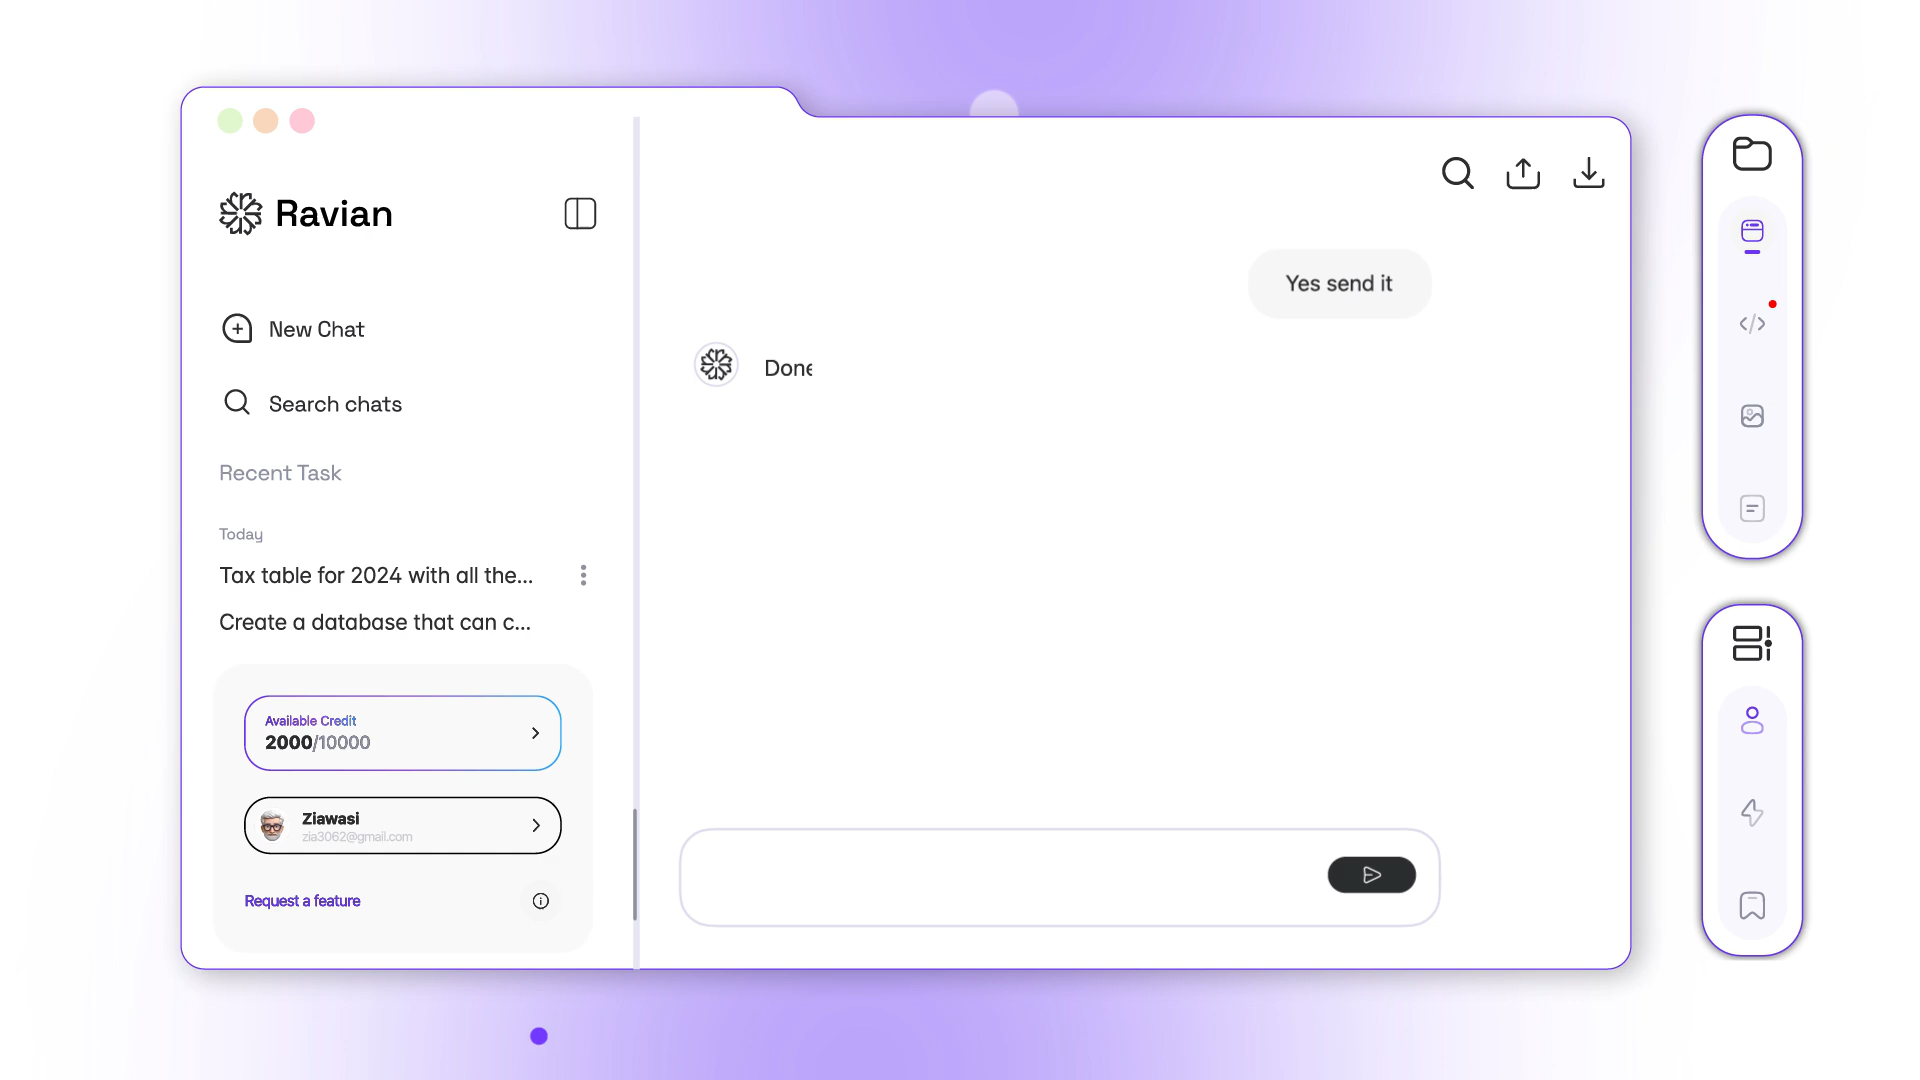 Ravian
New Chat
Search chats
Recent Task
Today
Tax table for 2024 with all the...
Create a database that can c...
Available Credit
2000/10000
Ziawasi
zia3062@gmail.com
Request a feature
Yes send it
Done